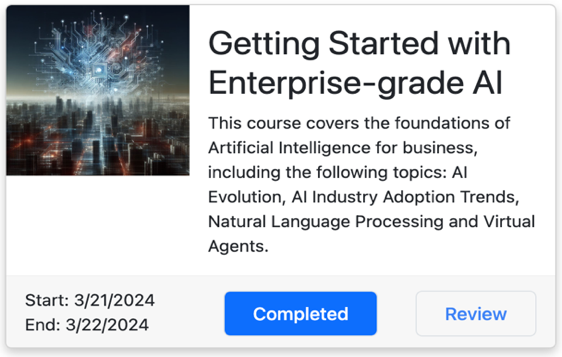 Getting Started with
Enterprise-grade AI
This course covers the foundations of
Artificial Intelligence for business,
including the following topics: AI
Evolution, AI Industry Adoption Trends,
Natural Language Processing and Virtual
Agents.
Start: 3/21/2024
End: 3/22/2024
Completed
Review